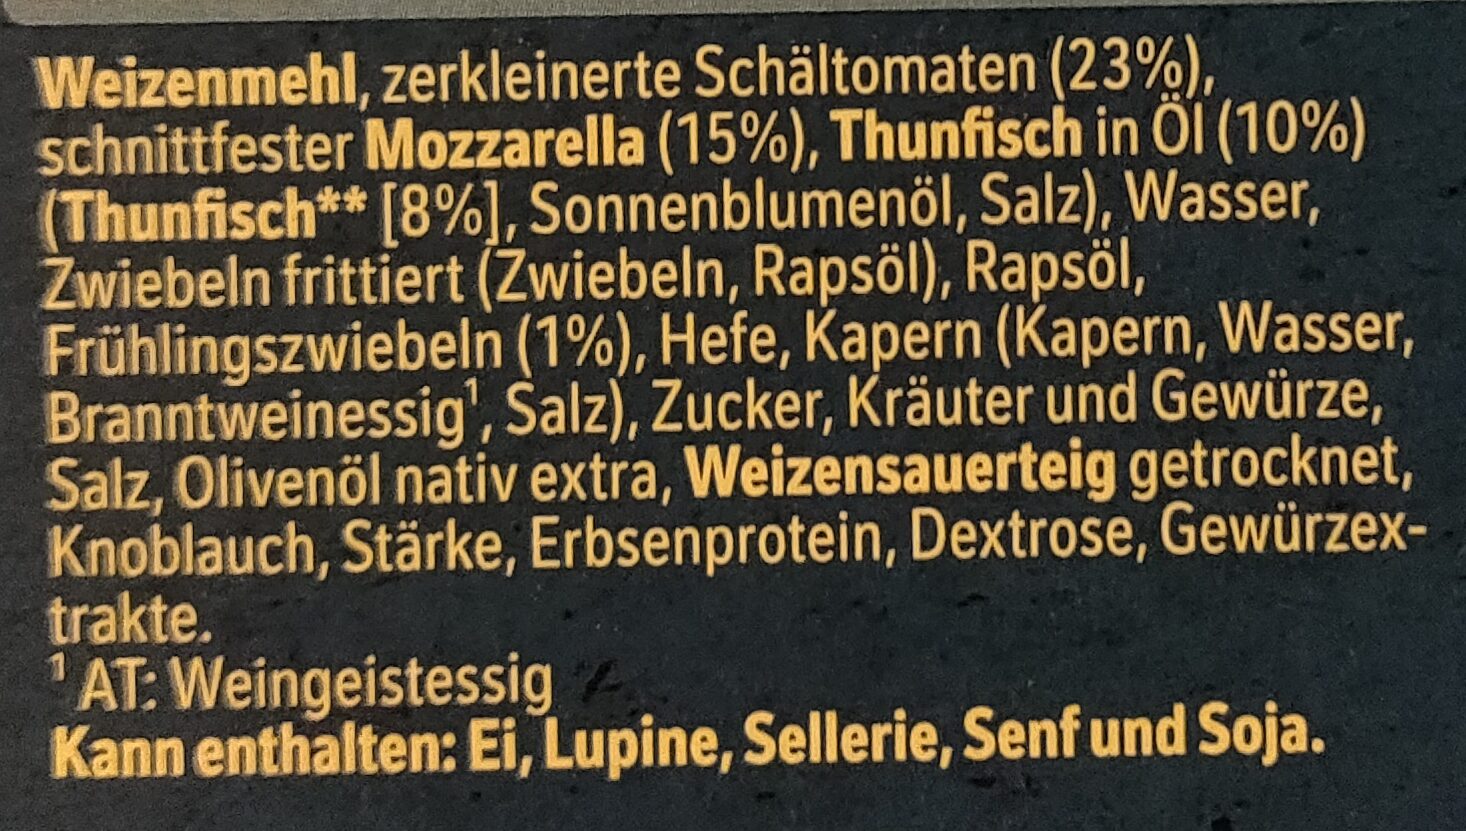 Weizenmehl, zerkleinerte Schältomaten (23%),
schnittfester Mozzarella (15%), Thunfisch in Öl (10%)
(Thunfisch** [8%], Sonnenblumenöl, Salz), Wasser,
Zwiebeln frittiert (Zwiebeln, Rapsöl), Rapsöl,
Frühlingszwiebeln (1%), Hefe, Kapern (Kapern, Wasser,
Branntweinessig¹, Salz), Zucker, Kräuter und Gewürze,
Salz, Olivenöl nativ extra, Weizensauerteig getrocknet,
Knoblauch, Stärke, Erbsenprotein, Dextrose, Gewürzex-
trakte.
¹ AT: Weingeistessig
Kann enthalten: Ei, Lupine, Sellerie, Senf und Soja.